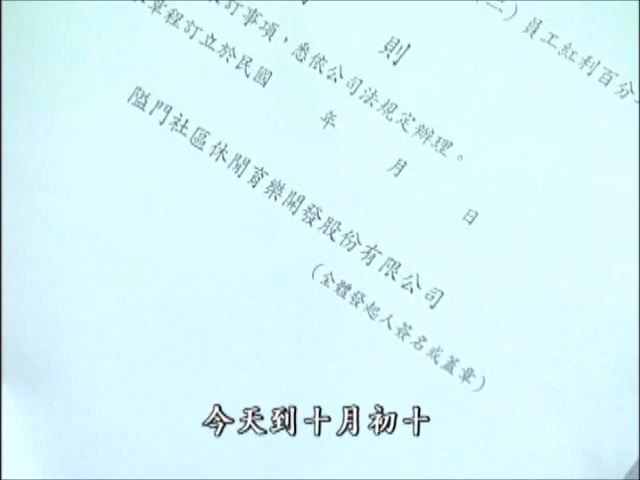 二）員工紅利百分
則
訂事項，悉依公司法規定辦理。
章程訂立於民國　年　月　日
隘門社區休閒育樂開發股份有限公司
（全體發起人簽名或蓋章）
今天到十月初十